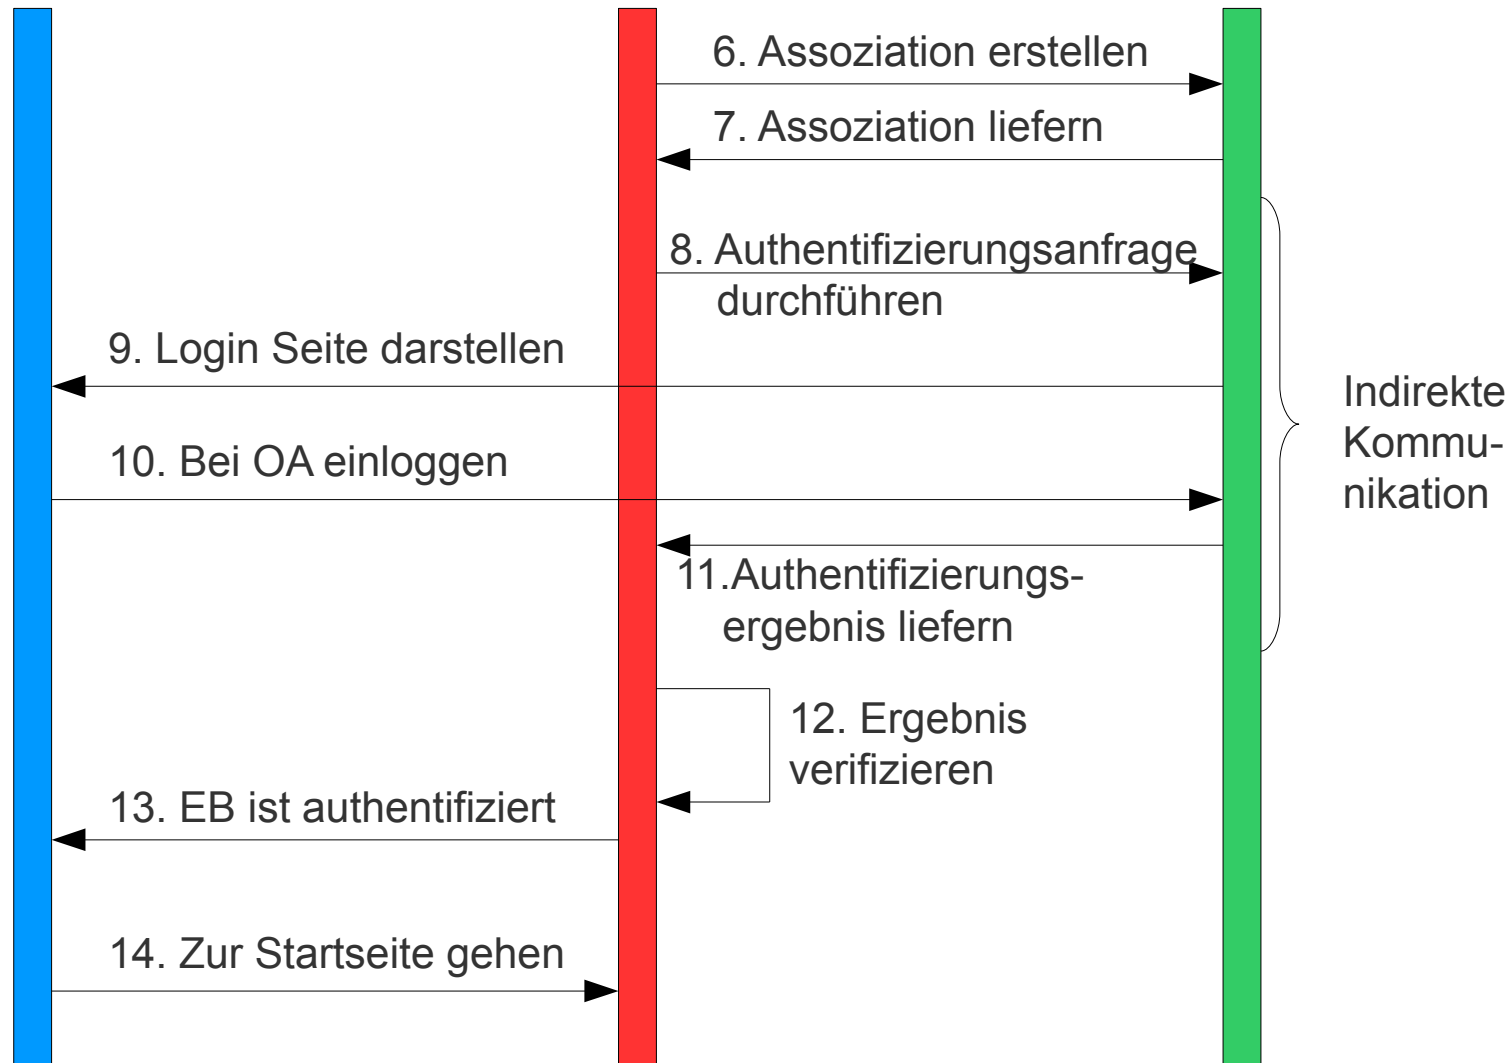 6. Assoziation erstellen
7. Assoziation liefern
8. Authentifizierungsanfrage
durchführen
9. Login Seite darstellen
Indirekte
Kommu-
nikation
10. Bei OA einloggen
11.Authentifizierungs-
ergebnis liefern
12. Ergebnis
verifizieren
13. EB ist authentifiziert
14. Zur Startseite gehen